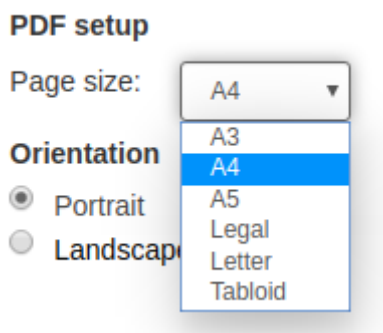 PDF setup
Page size: A4
A3
Orientation
A4
A5
Portrait
Legal
Landscape
Letter
Tabloid